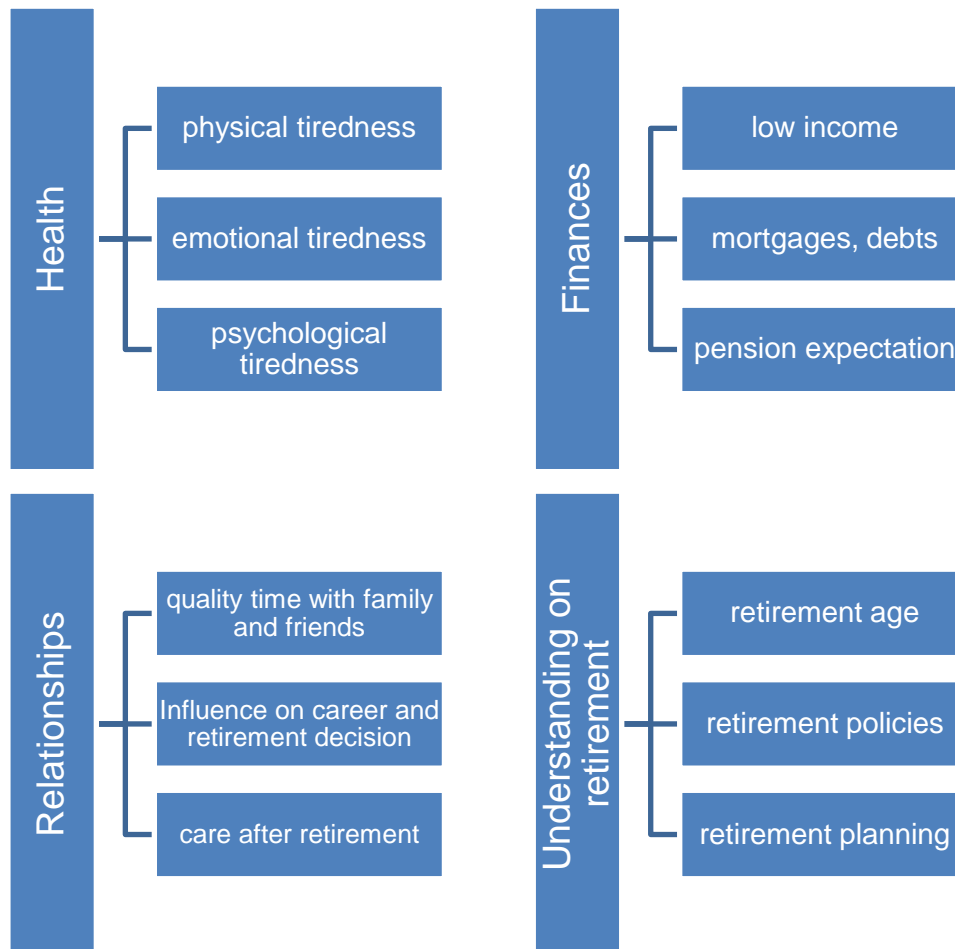 Health
physical tiredness
emotional tiredness
psychological
tiredness
Finances
low income
mortgages, debts
pension expectation
Relationships
quality time with family
and friends
Influence on career and
retirement decision
care after retirement
Understanding on
retirement
retirement age
retirement policies
retirement planning